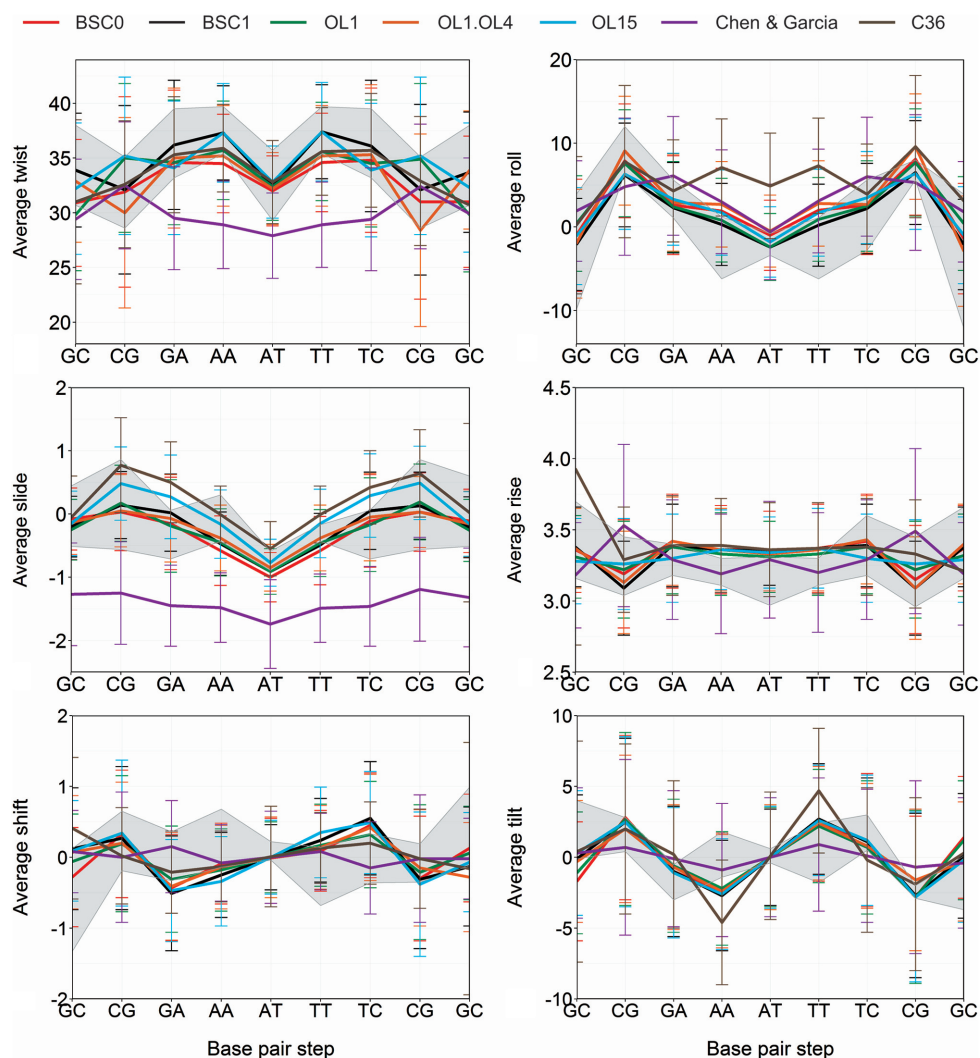 BSC0 BSC1 OL1 OL1.OL4 OL15 Chen & Garcia C36
Average twist
40
35
30
25
20
GC CG GA AA AT TT TC CG GC
Average roll
20
10
0
-10
GC CG GA AA AT TT TC CG GC
Average slide
2
1
0
-1
-2
GC CG GA AA AT TT TC CG GC
Average rise
4.5
4.0
3.5
3.0
2.5
GC CG GA AA AT TT TC CG GC
Average shift
2
1
0
-1
-2
GC CG GA AA AT TT TC CG GC
Base pair step
Average tilt
10
5
0
-5
-10
GC CG GA AA AT TT TC CG GC
Base pair step